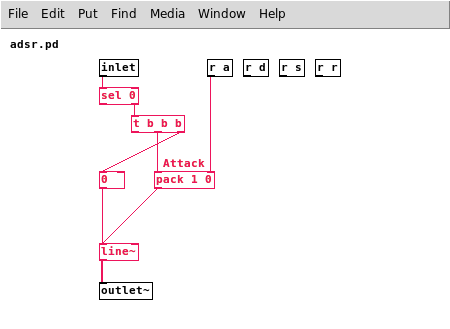 File Edit Put Find Media Window Help
adsr.pd
inlet r a r d r s r r
sel 0
t b b b
Attack
0 pack 1 0
line~
outlet~